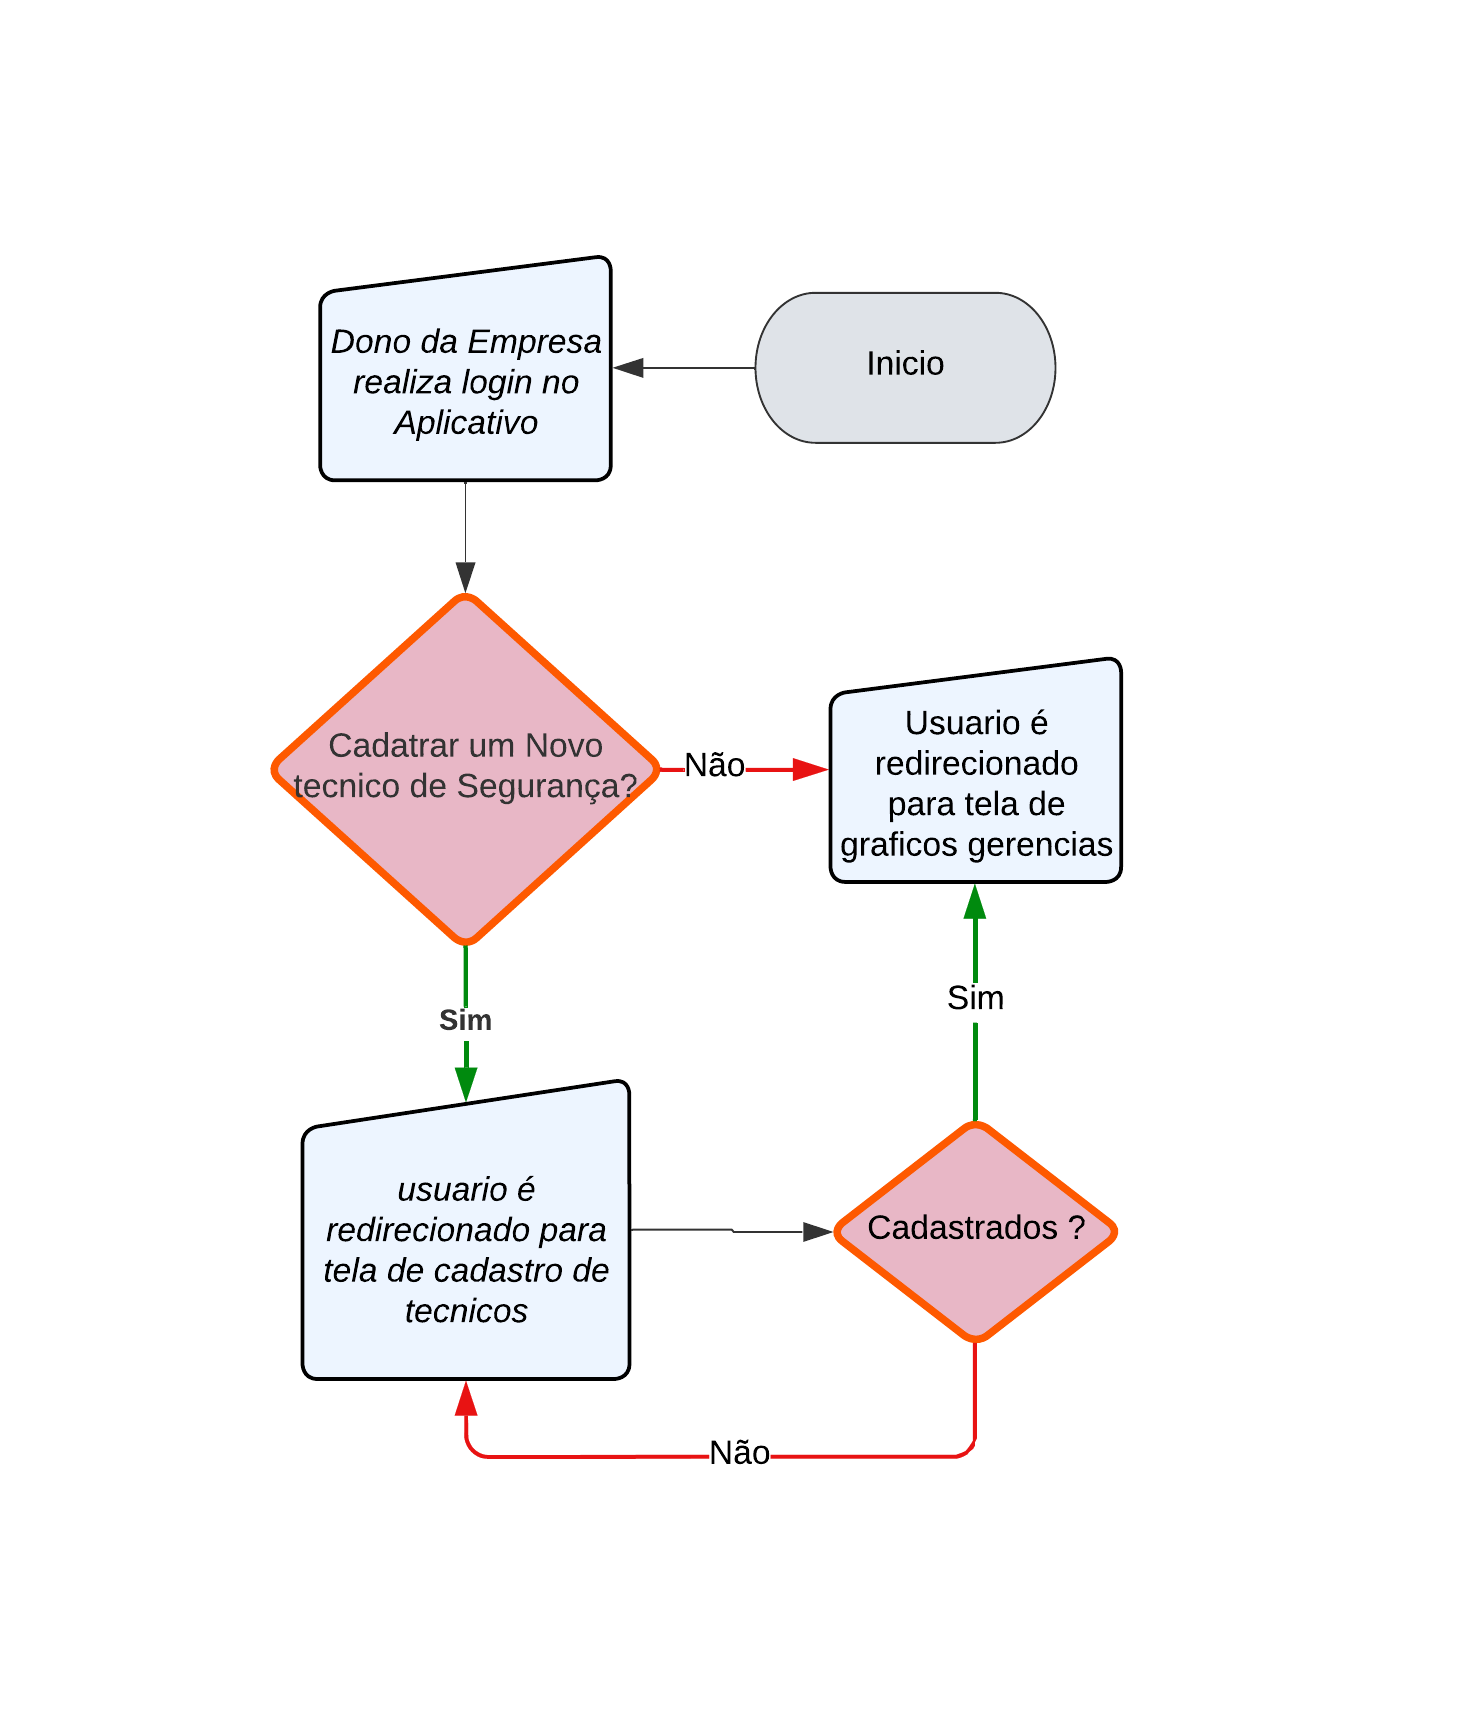 Inicio
Dono da Empresa
realiza login no
Aplicativo
Cadatrar um Novo
tecnico de Segurança?
Não
Usuario é
redirecionado
para tela de
graficos gerencias
Sim
Sim
usuario é
redirecionado para
tela de cadastro de
tecnicos
Cadastrados ?
Não